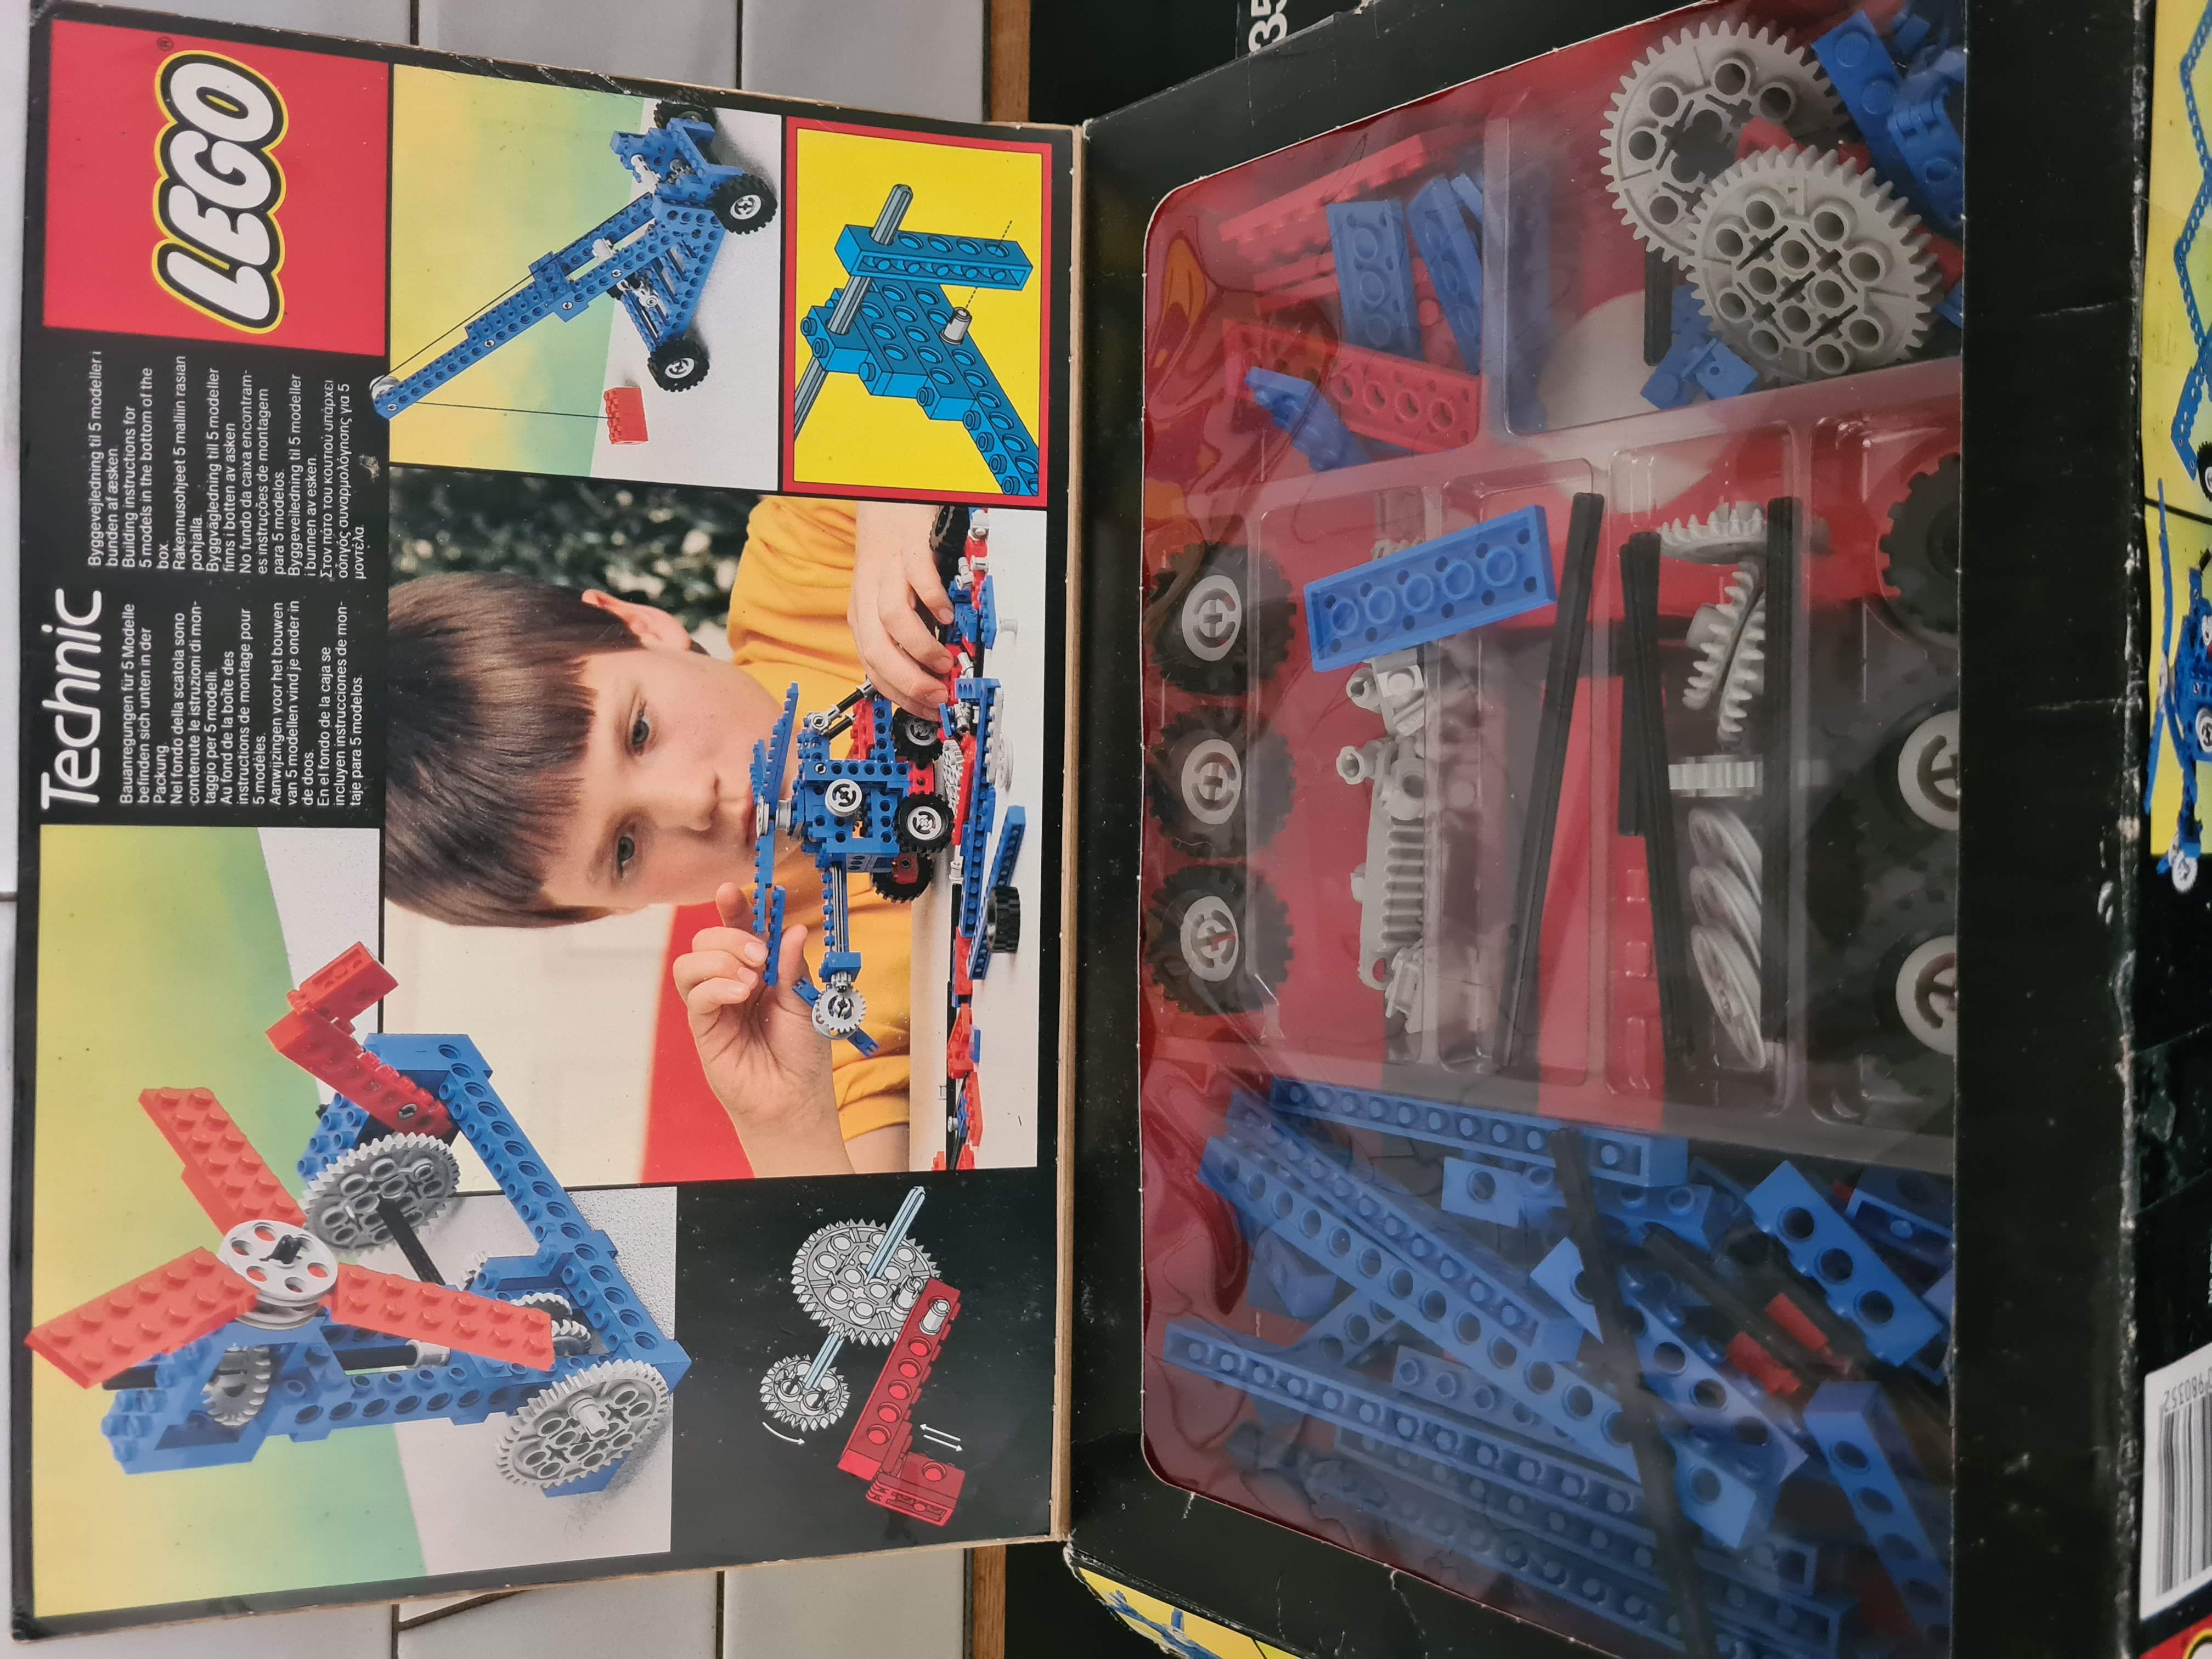 Technic
Bauanregungen für 5 Modelle
befinden sich unten in der
Packung.
Nel fondo della scatola sono
contenute le istruzioni di mon-
taggio per 5 modelli.
Au fond de la boîte des
instructions de montage pour
5 modèles.
Aanwijzingen voor het bouwen
van 5 modellen vind je onder in
de doos.
En el fondo de la caja se
incluyen instrucciones de mon-
taje para 5 modelos.
Byggevejledning til 5 modeller i
bunden af æsken.
Building instructions for
5 models in the bottom of the
box.
Rakennusohjeet 5 malliin rasian
pohjalla.
Byggvägledning till 5 modeller
finns i botten av asken
No fundo da caixa encontram-
es instruções de montagem
para 5 modelos.
Byggeveiledning til 5 modeller
i bunnen av esken.
Στον πάτο του κουτιού υπάρχει
οδηγός συναρμολόγησης για 5
μοντέλα.
LEGO®
35